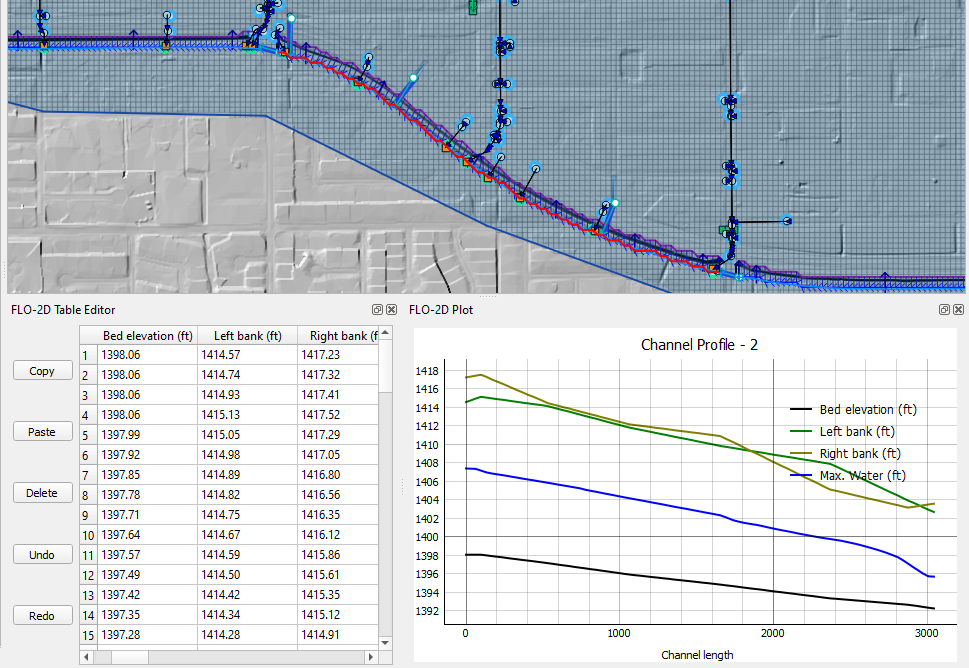 FLO-2D Table Editor
Copy
Paste
Delete
Undo
Redo
Bed elevation (ft) Left bank (ft) Right bank (f
1 1398.06 1414.57 1417.23
2 1398.06 1414.74 1417.32
3 1398.06 1414.93 1417.41
4 1398.06 1415.13 1417.52
5 1397.99 1415.05 1417.29
6 1397.92 1414.98 1417.05
7 1397.85 1414.89 1416.80
8 1397.78 1414.82 1416.56
9 1397.71 1414.75 1416.35
10 1397.64 1414.67 1416.12
11 1397.57 1414.59 1415.86
12 1397.49 1414.50 1415.61
13 1397.42 1414.42 1415.35
14 1397.35 1414.34 1415.12
15 1397.28 1414.28 1414.91
FLO-2D Plot
Channel Profile - 2
1418
1416
1414
1412
1410
1408
1406
1404
1402
1400
1398
1396
1394
1392
Bed elevation (ft)
Left bank (ft)
Right bank (ft)
Max. Water (ft)
0 1000 2000 3000
Channel length